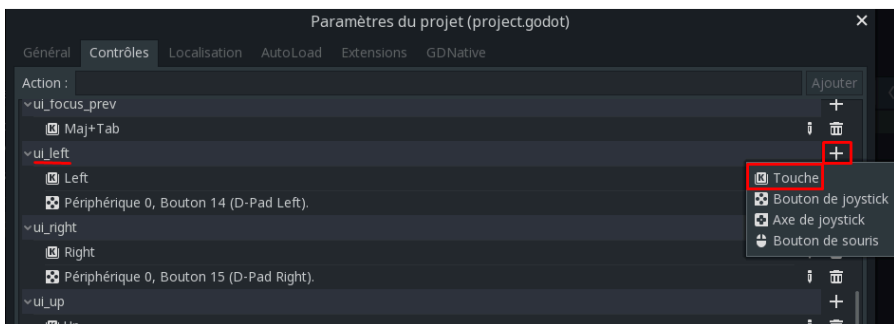 Paramètres du projet (project.godot)
Général Contrôles Localisation AutoLoad Extensions GDNative
Action : Ajouter
ui_focus_prev
Maj+Tab
ui_left
Left
Touche
Périphérique 0, Bouton 14 (D-Pad Left).
Bouton de joystick
ui_right
Axe de joystick
Right
Bouton de souris
Périphérique 0, Bouton 15 (D-Pad Right).
ui_up